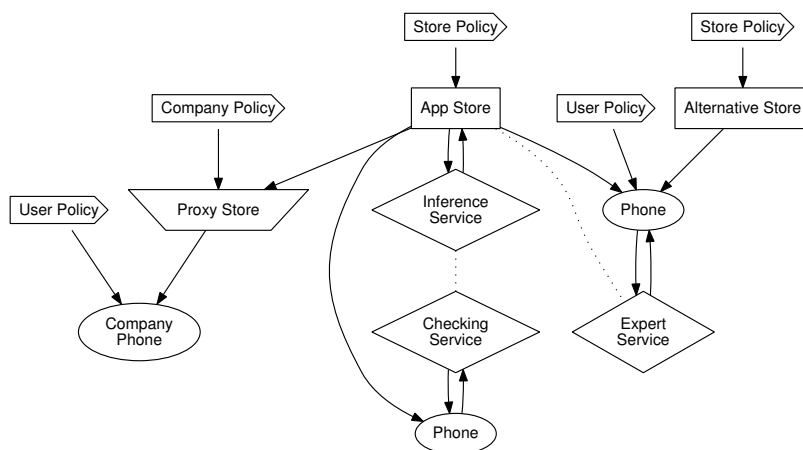 Store Policy
Store Policy
Company Policy
App Store
User Policy
Alternative Store
User Policy
Proxy Store
Inference
Service
Phone
Company
Phone
Checking
Service
Expert
Service
Phone